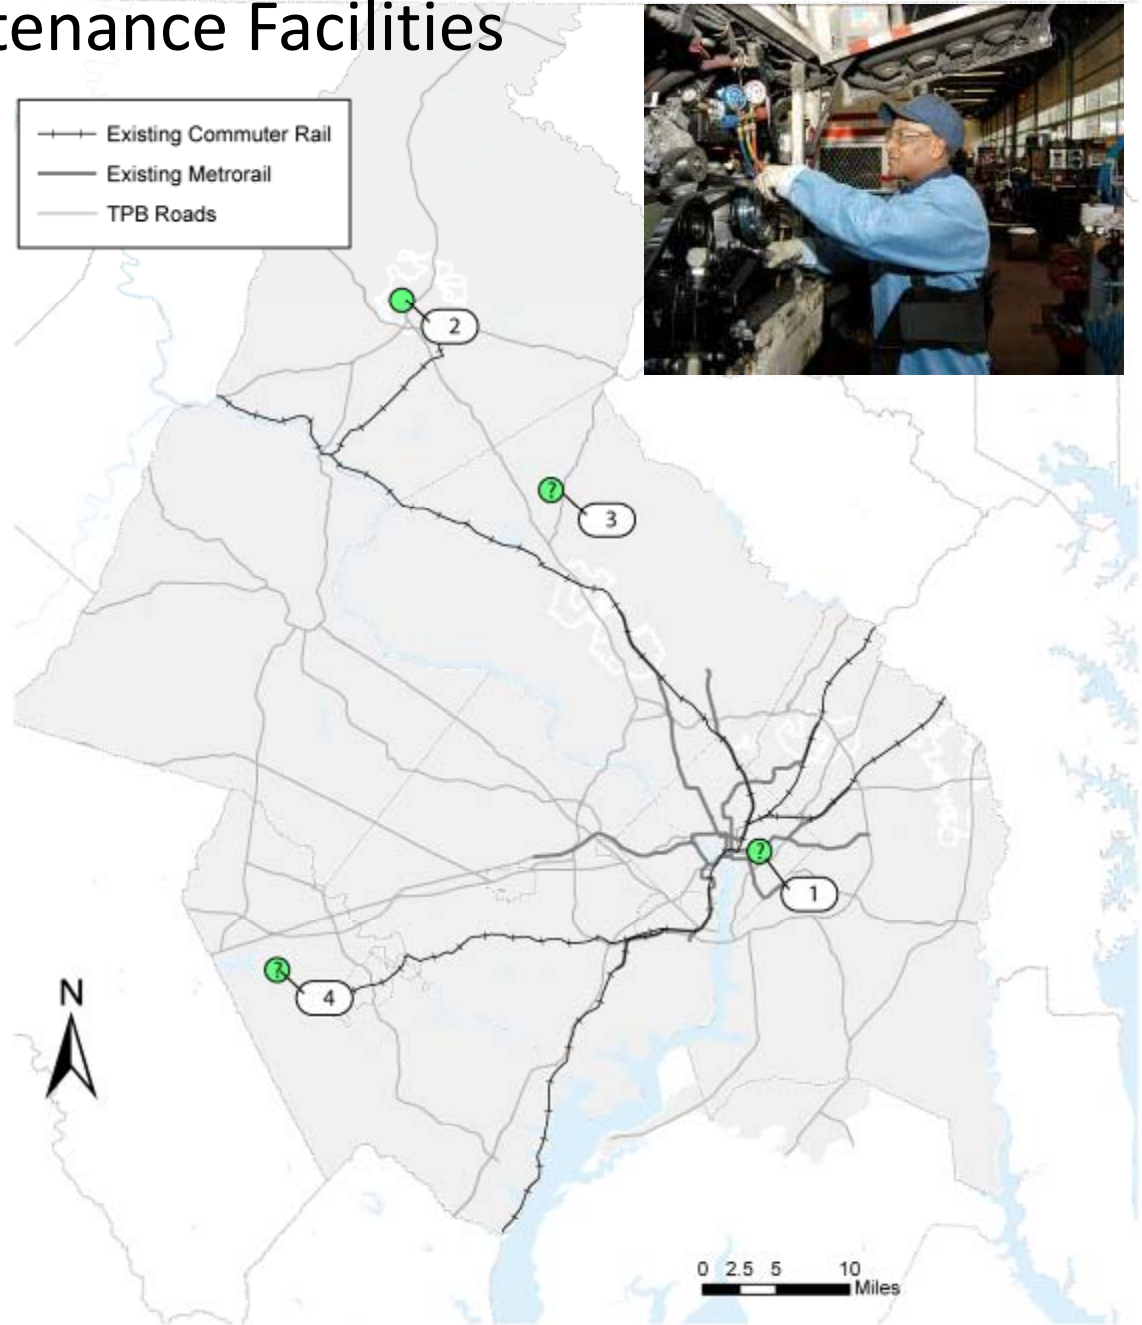 tenance Facilities
Existing Commuter Rail
Existing Metrorail
TPB Roads
2
? 3
? 1
? 4
N
0 2.5 5 10
Miles